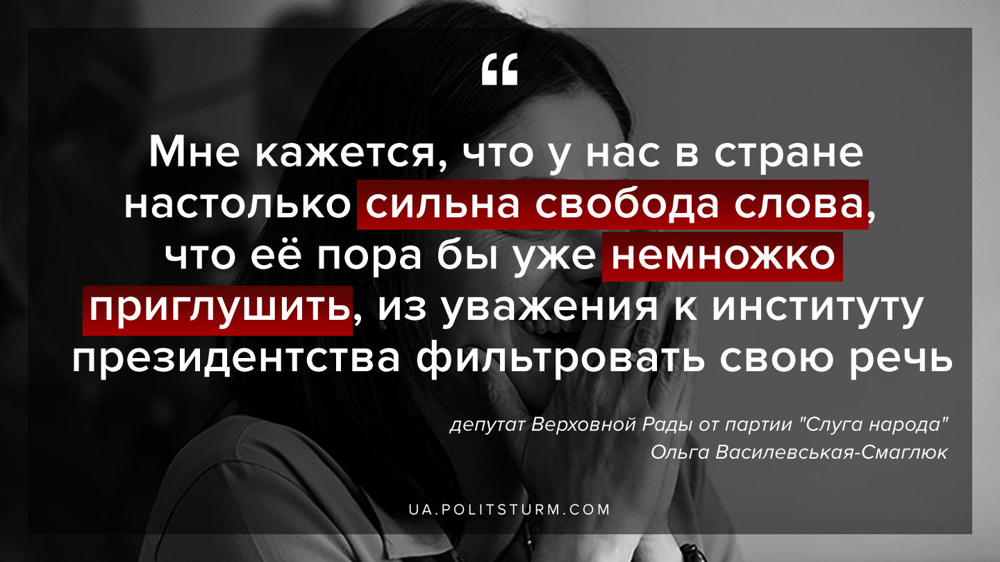 “
Мне кажется, что у нас в стране
настолько сильна свобода слова,
что её пора бы уже немножко
приглушить, из уважения к институту
президентства фильтровать свою речь
депутат Верховной Рады от партии "Слуга народа"
Ольга Василевськая-Смаглюк
UA.POLITSTURM.COM